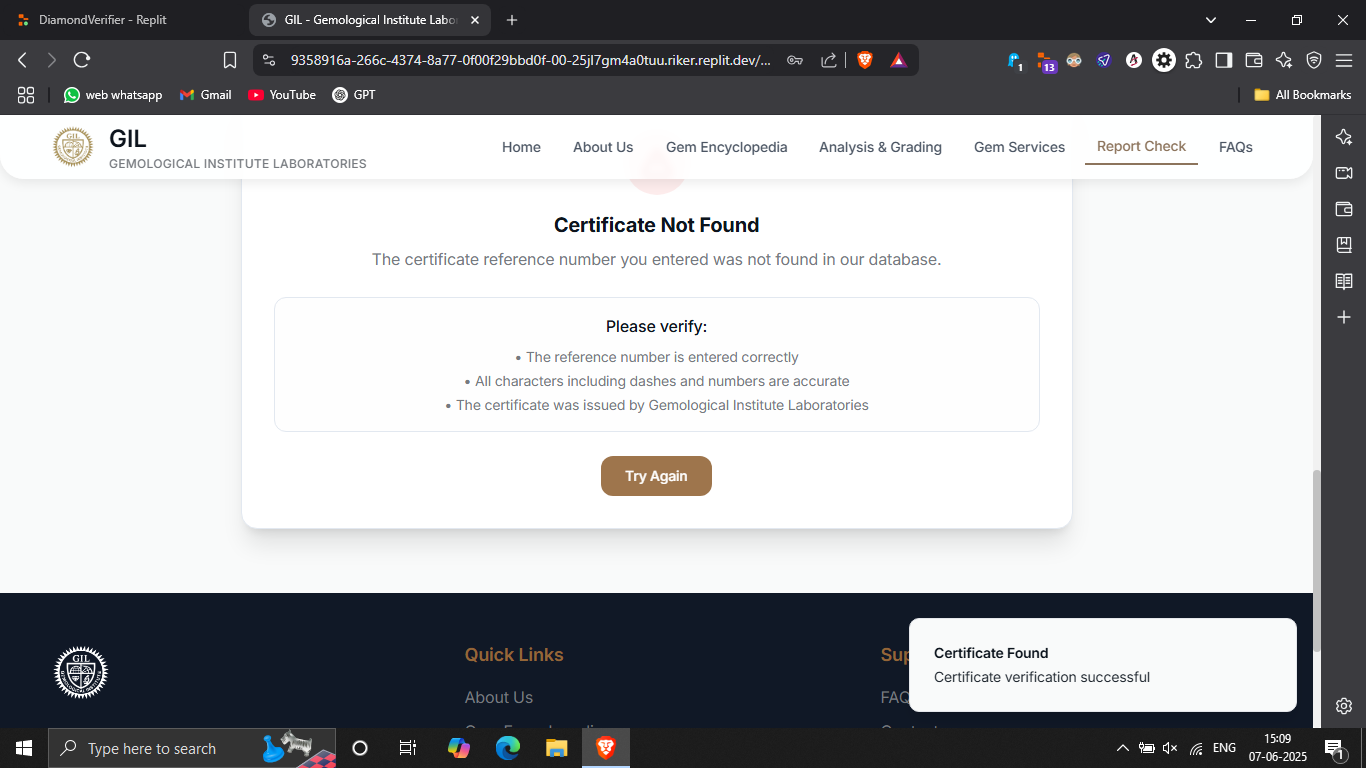 DiamondVerifier - Replit
GIL - Gemological Institute Labor
9358916a-266c-4374-8a77-0f00f29bbd0f-00-25jl7gm4a0tuu.riker.replit.dev/...
1
13
web whatsapp
Gmail
YouTube
GPT
All Bookmarks
GIL
GIL
GEMOLOGICAL INSTITUTE LABORATORIES
Home
About Us
Gem Encyclopedia
Analysis & Grading
Gem Services
Report Check
FAQs
Certificate Not Found
The certificate reference number you entered was not found in our database.
Please verify:
• The reference number is entered correctly
• All characters including dashes and numbers are accurate
• The certificate was issued by Gemological Institute Laboratories
Try Again
GIL
Quick Links
About Us
Sup
FAQ
Certificate Found
Certificate verification successful
Type here to search
ENG
15:09
07-06-2025
1